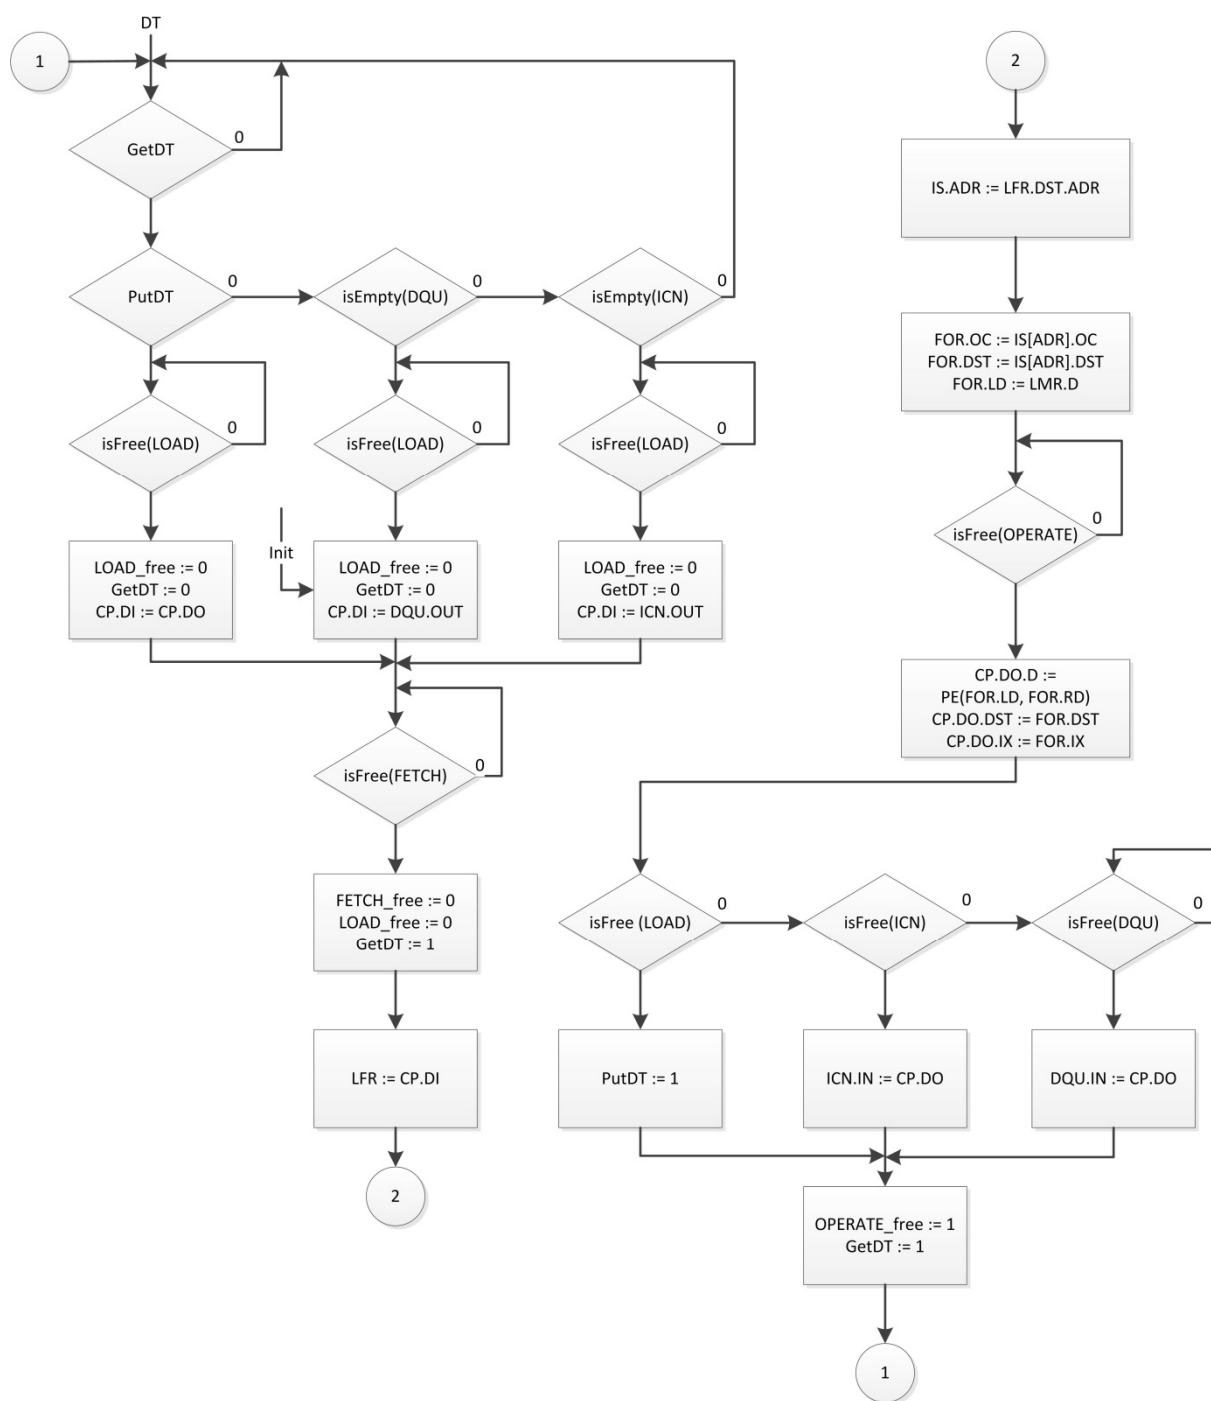 DT
1
GetDT
0
PutDT
0
isEmpty(DQU)
0
isEmpty(ICN)
0
isFree(LOAD)
0
isFree(LOAD)
0
isFree(LOAD)
0
Init
LOAD_free := 0
GetDT := 0
CP.DI := CP.DO
LOAD_free := 0
GetDT := 0
CP.DI := DQU.OUT
LOAD_free := 0
GetDT := 0
CP.DI := ICN.OUT
isFree(FETCH)
0
FETCH_free := 0
LOAD_free := 0
GetDT := 1
LFR := CP.DI
2
2
IS.ADR := LFR.DST.ADR
FOR.OC := IS[ADR].OC
FOR.DST := IS[ADR].DST
FOR.LD := LMR.D
isFree(OPERATE)
0
CP.DO.D :=
PE(FOR.LD, FOR.RD)
CP.DO.DST := FOR.DST
CP.DO.IX := FOR.IX
isFree (LOAD)
0
isFree(ICN)
0
isFree(DQU)
0
PutDT := 1
ICN.IN := CP.DO
DQU.IN := CP.DO
OPERATE_free := 1
GetDT := 1
1